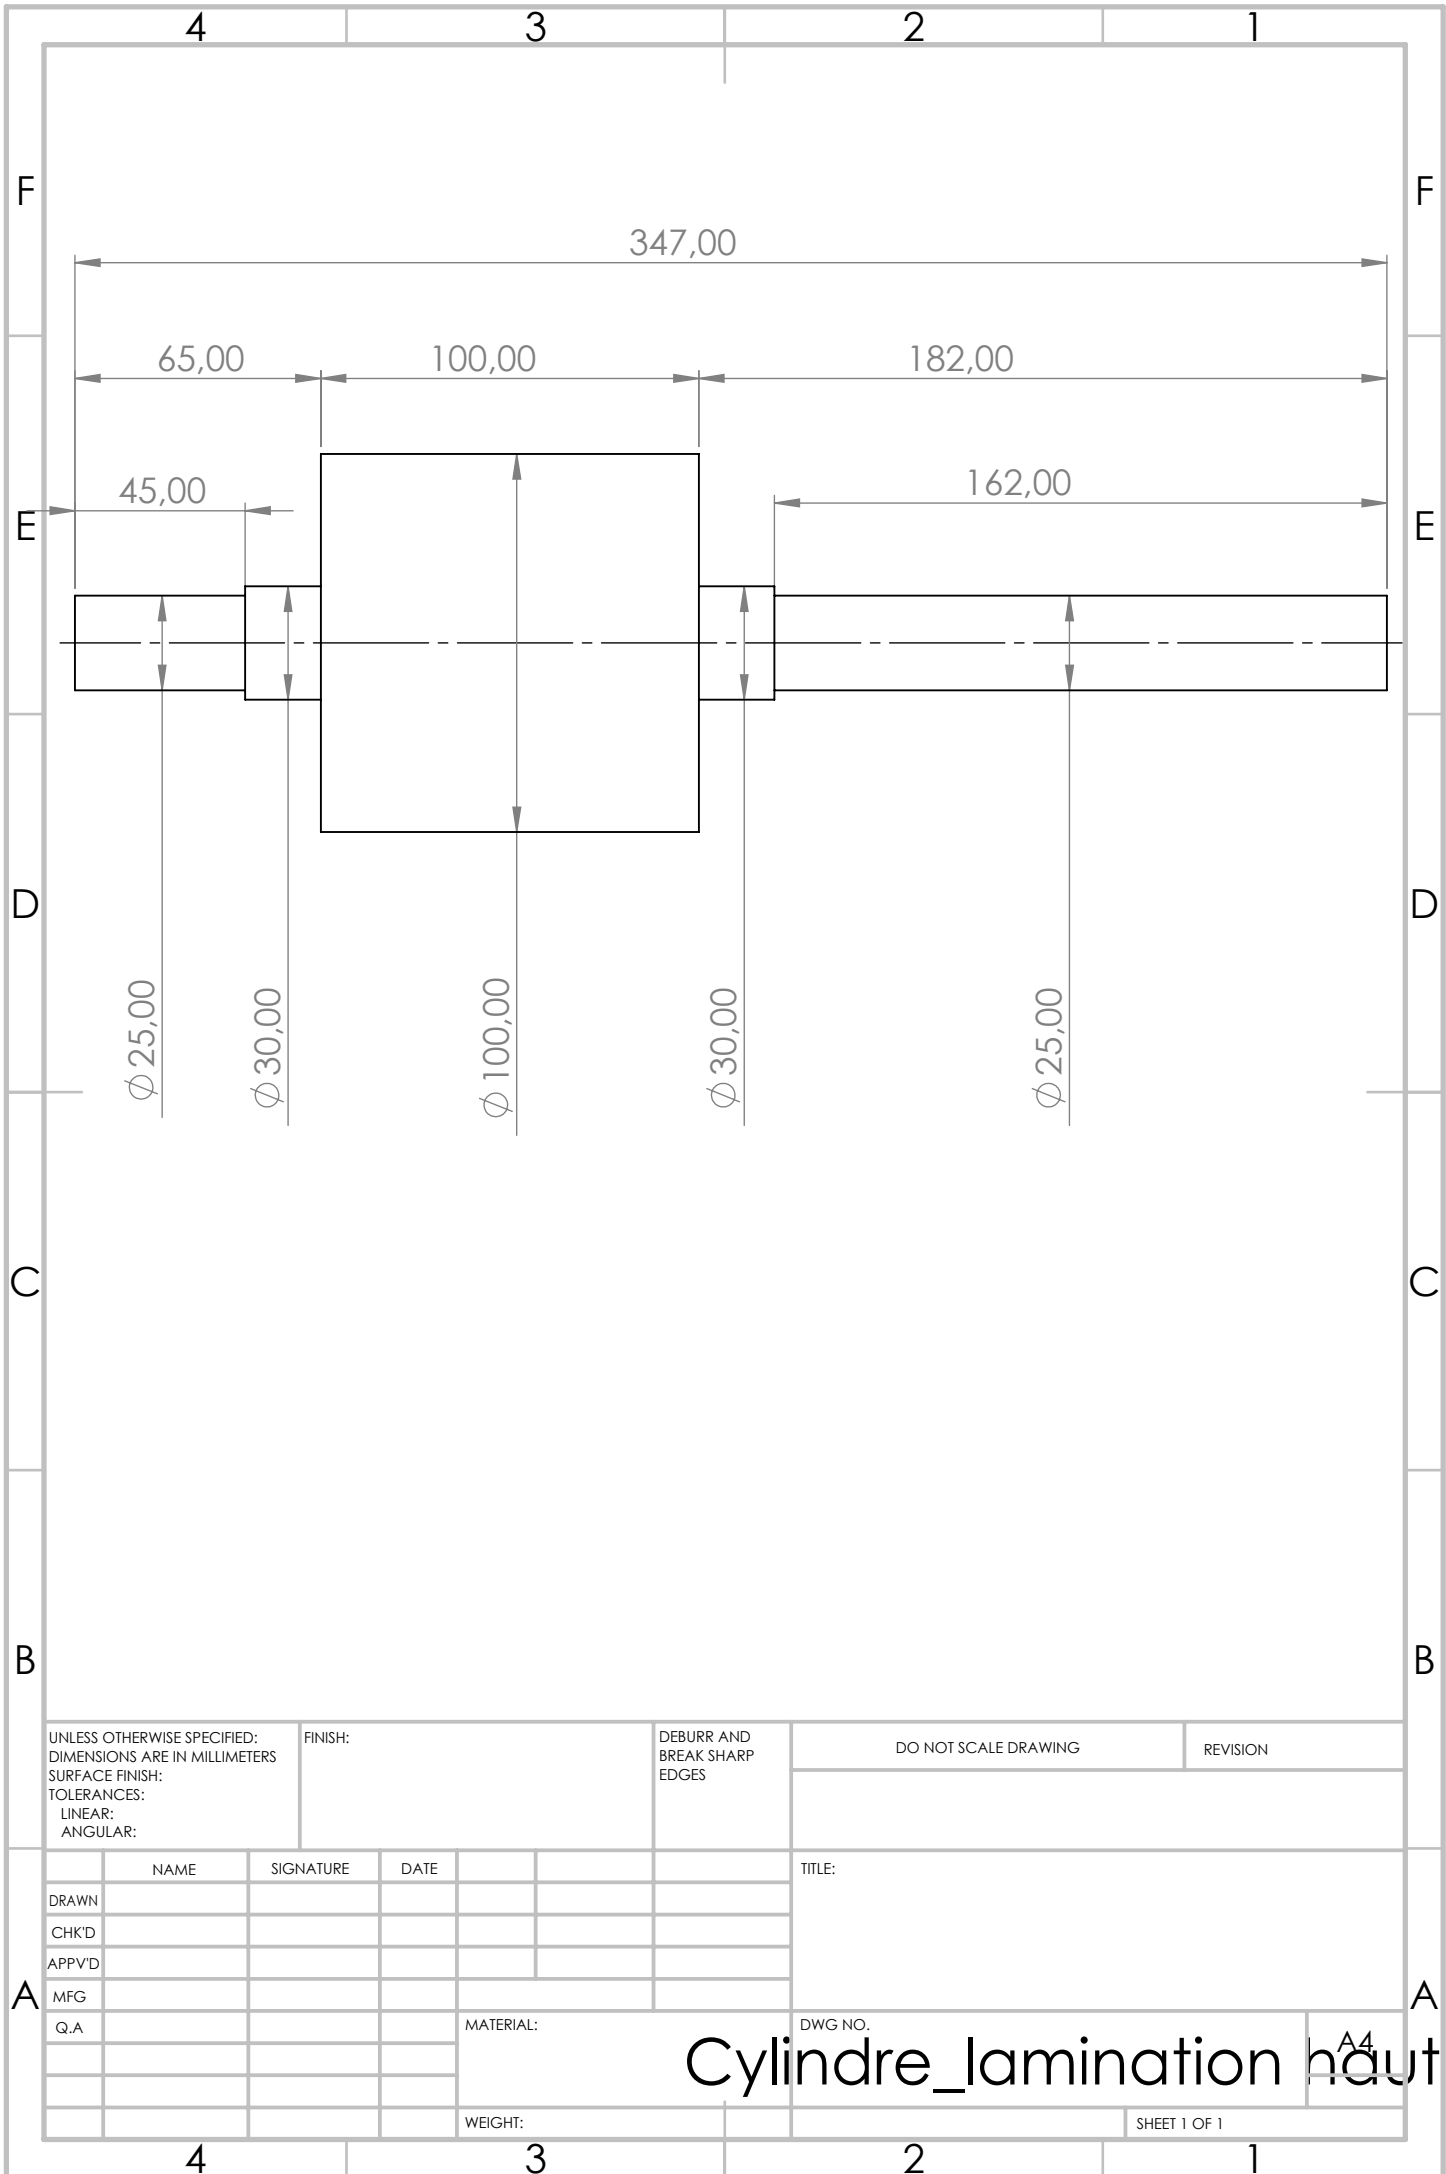 4 3 2 1
F F
347,00
65,00 100,00 182,00
45,00 162,00
E E
D D
Ø 25,00
Ø 30,00
Ø 100,00
Ø 30,00
Ø 25,00
C C
B B
UNLESS OTHERWISE SPECIFIED:
DIMENSIONS ARE IN MILLIMETERS
SURFACE FINISH:
TOLERANCES:
LINEAR:
ANGULAR:
FINISH:
DEBURR AND
BREAK SHARP
EDGES
DO NOT SCALE DRAWING
REVISION
NAME SIGNATURE DATE
TITLE:
DRAWN
CHK'D
APPV'D
MFG
A A
Q.A
MATERIAL:
DWG NO.
Cylindre_lamination haut
A4
WEIGHT:
SHEET 1 OF 1
4 3 2 1